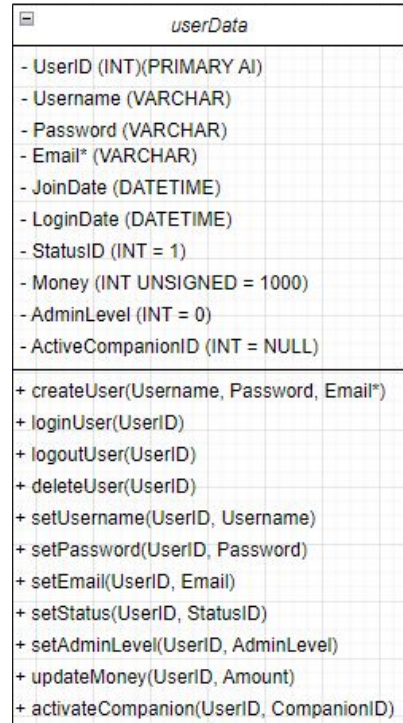 userData
- UserID (INT)(PRIMARY AI)
- Username (VARCHAR)
- Password (VARCHAR)
- Email* (VARCHAR)
- JoinDate (DATETIME)
- LoginDate (DATETIME)
- StatusID (INT = 1)
- Money (INT UNSIGNED = 1000)
- AdminLevel (INT = 0)
- ActiveCompanionID (INT = NULL)
+ createUser(Username, Password, Email*)
+ loginUser(UserID)
+ logoutUser(UserID)
+ deleteUser(UserID)
+ setUsername(UserID, Username)
+ setPassword(UserID, Password)
+ setEmail(UserID, Email)
+ setStatus(UserID, StatusID)
+ setAdminLevel(UserID, AdminLevel)
+ updateMoney(UserID, Amount)
+ activateCompanion(UserID, CompanionID)